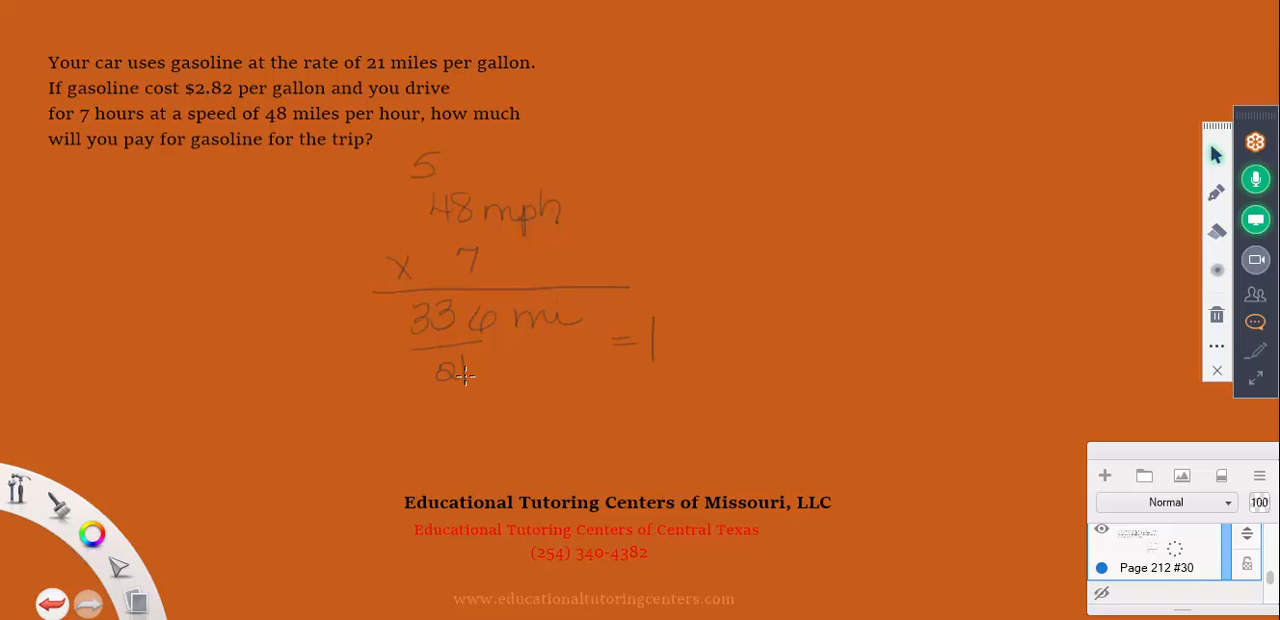 Your car uses gasoline at the rate of 21 miles per gallon.
If gasoline cost $2.82 per gallon and you drive
for 7 hours at a speed of 48 miles per hour, how much
will you pay for gasoline for the trip?
5
48 mph
x 7
336 mi
= 1
21
Educational Tutoring Centers of Missouri, LLC
Educational Tutoring Centers of Central Texas
(254) 340-4382
www.educationaltutoringcenters.com
Normal
100
Page 212 #30